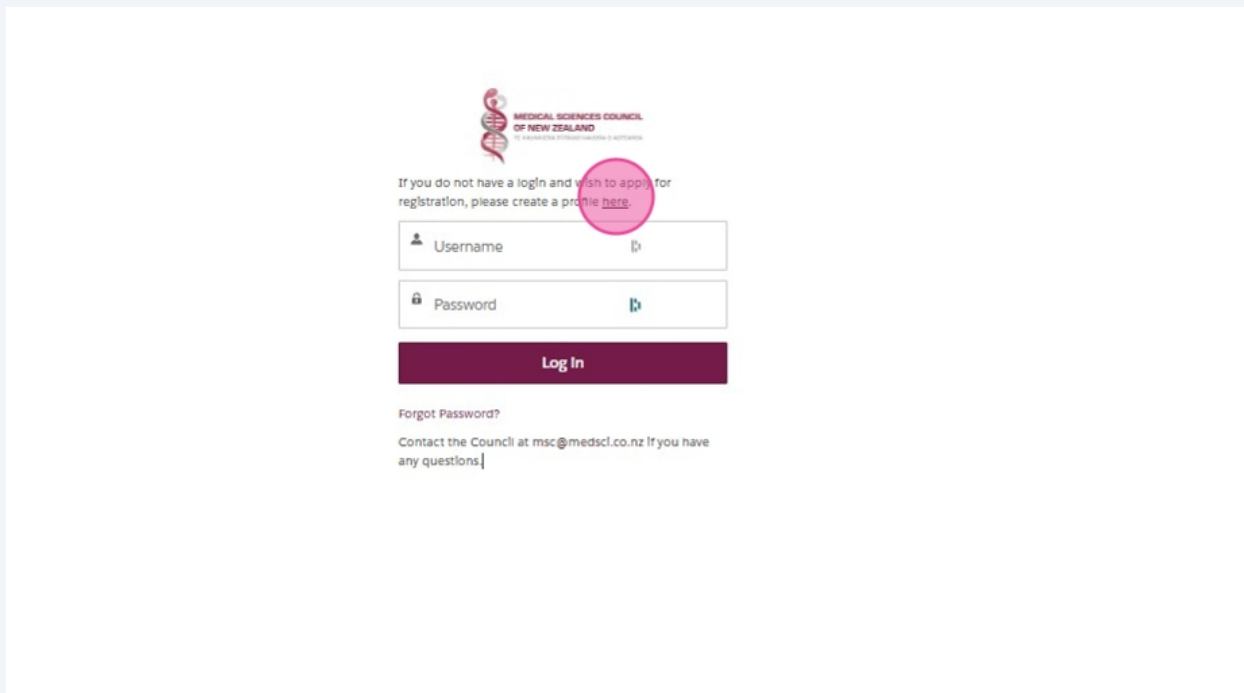 MEDICAL SCIENCES COUNCIL
OF NEW ZEALAND
If you do not have a login and wish to apply for
registration, please create a profile here.
Username
Password
Log In
Forgot Password?
Contact the Council at msc@medsci.co.nz if you have
any questions.